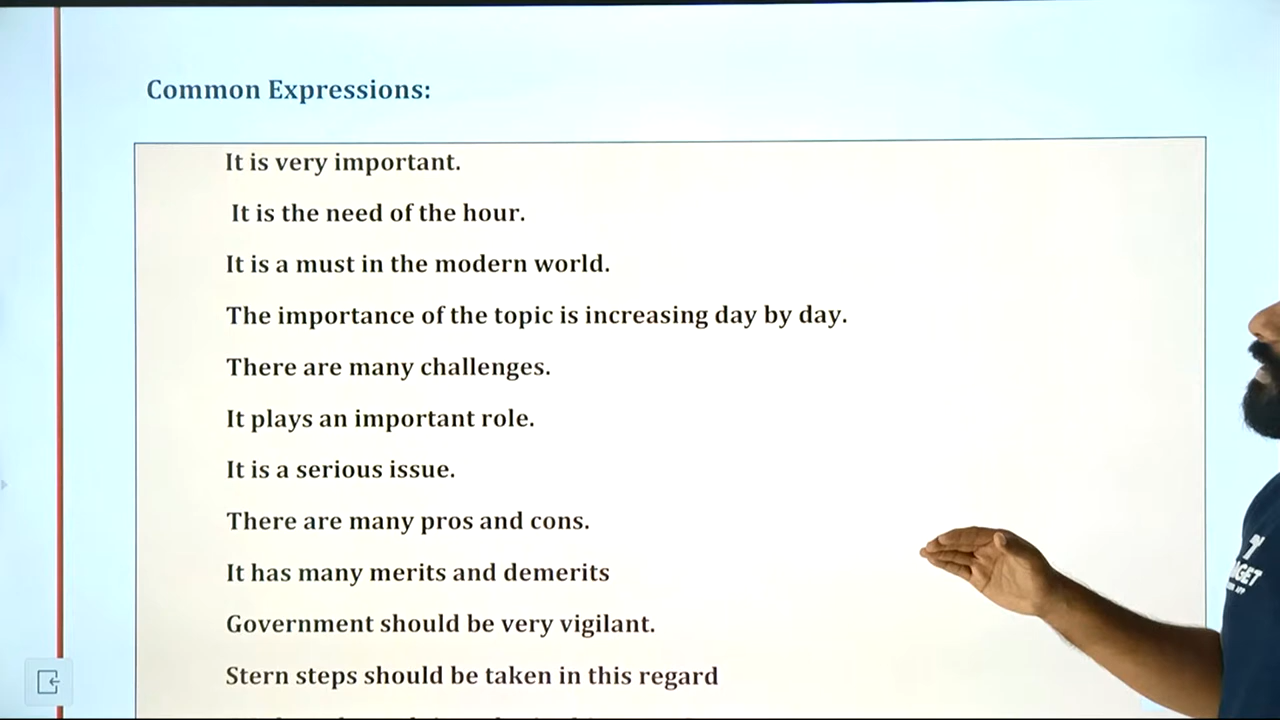 Common Expressions:
It is very important.
It is the need of the hour.
It is a must in the modern world.
The importance of the topic is increasing day by day.
There are many challenges.
It plays an important role.
It is a serious issue.
There are many pros and cons.
It has many merits and demerits
Government should be very vigilant.
Stern steps should be taken in this regard